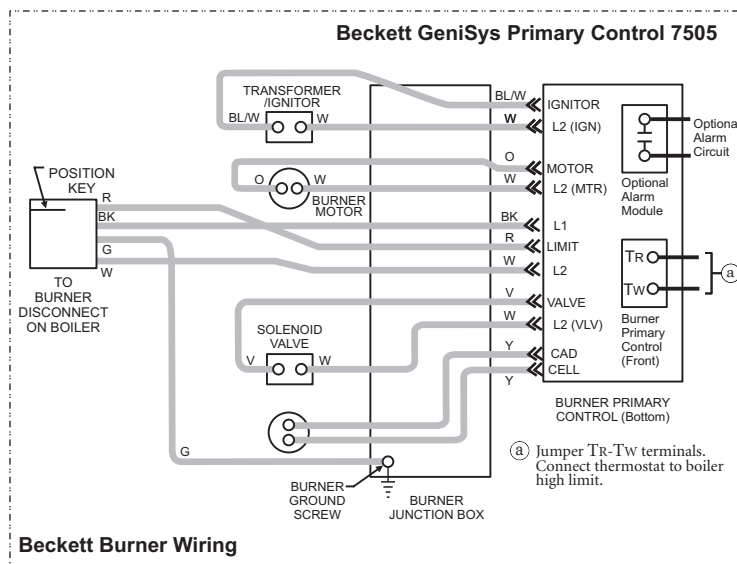 Beckett GeniSys Primary Control 7505
TRANSFORMER
/IGNITOR
BL/W
W
BL/W
IGNITOR
W
L2 (IGN)
Optional
Alarm
Circuit
Optional
Alarm
Module
O
MOTOR
O
W
BURNER
MOTOR
W
L2 (MTR)
POSITION
KEY
R
BK
G
W
TO
BURNER
DISCONNECT
ON BOILER
BK
L1
R
LIMIT
W
L2
TR
TW
a
Burner
Primary
Control
(Front)
V
VALVE
W
L2 (VLV)
SOLENOID
VALVE
V
W
Y
CAD
CELL
Y
BURNER PRIMARY
CONTROL (Bottom)
G
BURNER
GROUND
SCREW
BURNER
JUNCTION BOX
a Jumper TR-TW terminals.
Connect thermostat to boiler
high limit.
Beckett Burner Wiring